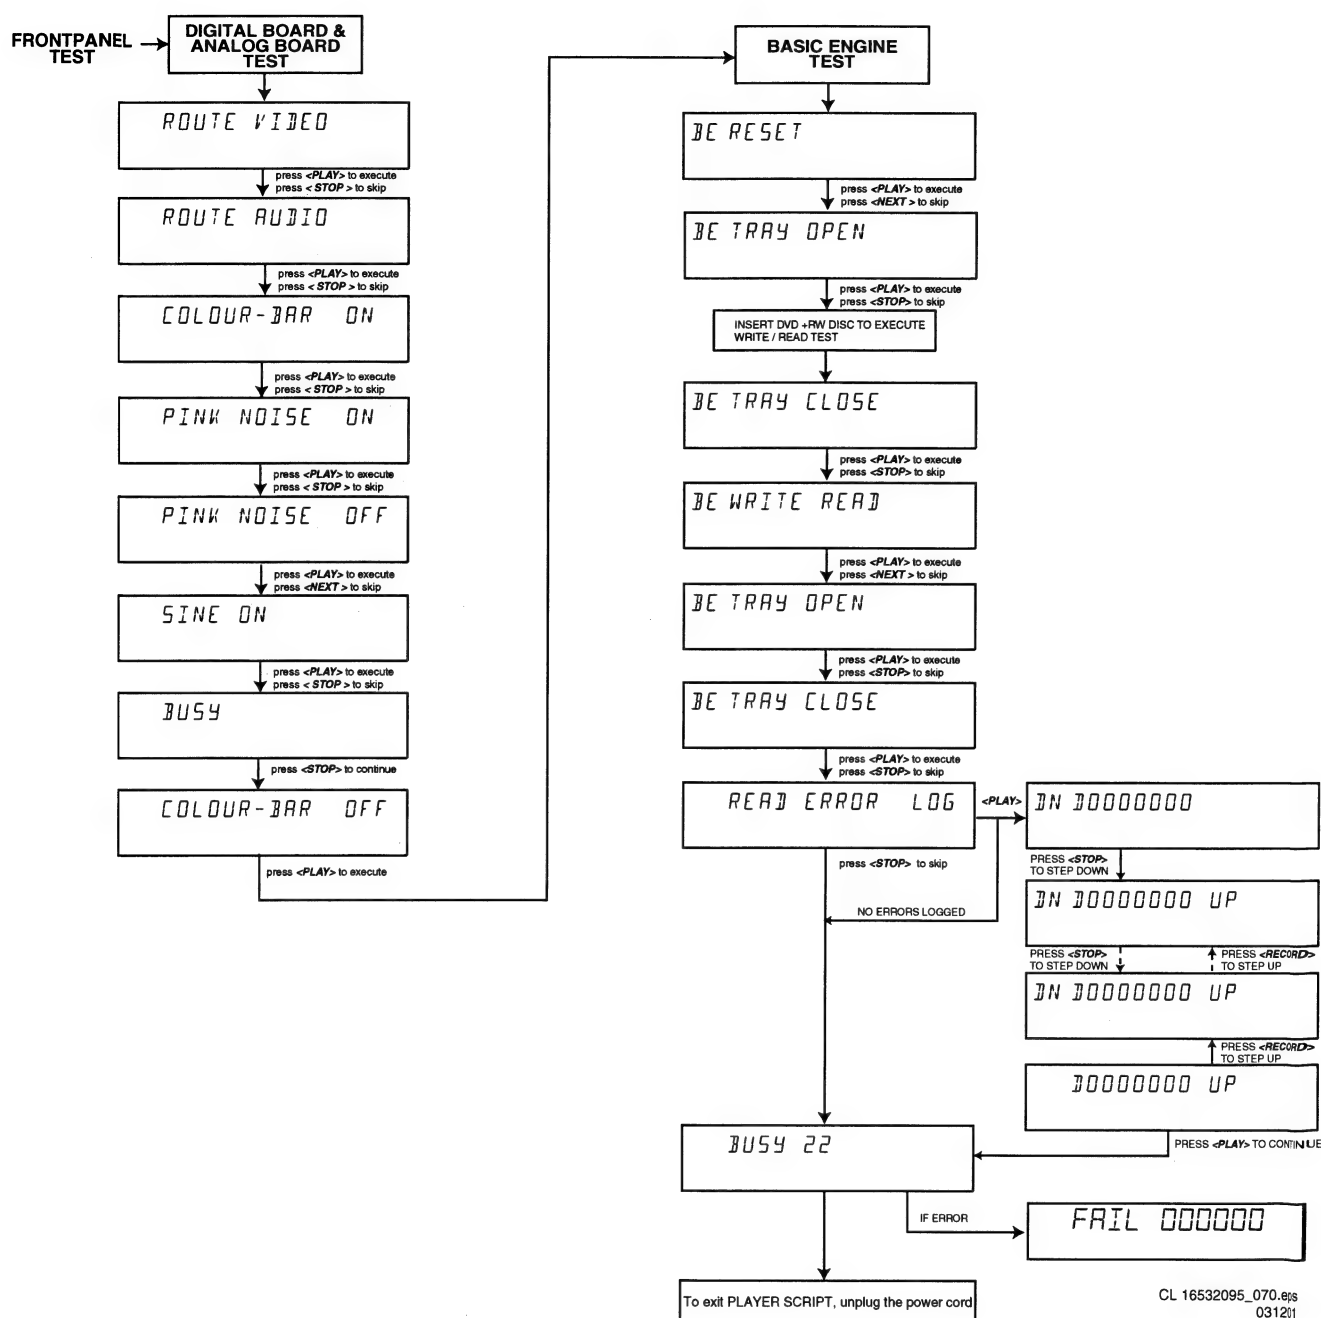 FRONTPANEL
TEST
DIGITAL BOARD &
ANALOG BOARD
TEST
ROUTE VIDEO
press <PLAY> to execute
press < STOP > to skip
ROUTE AUDIO
press <PLAY> to execute
press < STOP > to skip
COLOUR-BAR ON
press <PLAY> to execute
press < STOP > to skip
PINK NOISE ON
press <PLAY> to execute
press < STOP > to skip
PINK NOISE OFF
press <PLAY> to execute
press <NEXT > to skip
SINE ON
press <PLAY> to execute
press < STOP > to skip
BUSY
press <STOP> to continue
COLOUR-BAR OFF
press <PLAY> to execute
BASIC ENGINE
TEST
BE RESET
press <PLAY> to execute
press <NEXT > to skip
BE TRAY OPEN
press <PLAY> to execute
press <STOP> to skip
INSERT DVD +RW DISC TO EXECUTE
WRITE / READ TEST
BE TRAY CLOSE
press <PLAY> to execute
press <STOP> to skip
BE WRITE READ
press <PLAY> to execute
press <NEXT > to skip
BE TRAY OPEN
press <PLAY> to execute
press <STOP> to skip
BE TRAY CLOSE
press <PLAY> to execute
press <STOP> to skip
READ ERROR LOG
<PLAY>
press <STOP> to skip
NO ERRORS LOGGED
DN D0000000
PRESS <STOP>
TO STEP DOWN
DN D0000000 UP
PRESS <STOP>
TO STEP DOWN
PRESS <RECORD>
TO STEP UP
DN D0000000 UP
PRESS <RECORD>
TO STEP UP
D0000000 UP
PRESS <PLAY> TO CONTINUE
BUSY 22
IF ERROR
FAIL 000000
To exit PLAYER SCRIPT, unplug the power cord
CL 16532095_070.eps
031201